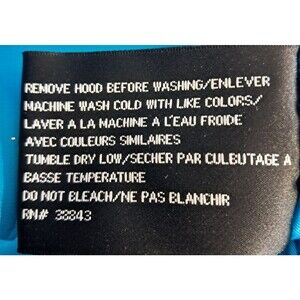 REMOVE HOOD BEFORE WASHING/ENLEVER
MACHINE WASH COLD WITH LIKE COLORS/
LAVER A LA MACHINE A L'EAU FROIDE
AVEC COULEURS SIMILAIRES
TUMBLE DRY LOW/SECHER PAR CULBUTAGE A
BASSE TEMPERATURE
DO NOT BLEACH/NE PAS BLANCHIR
RN# 38843